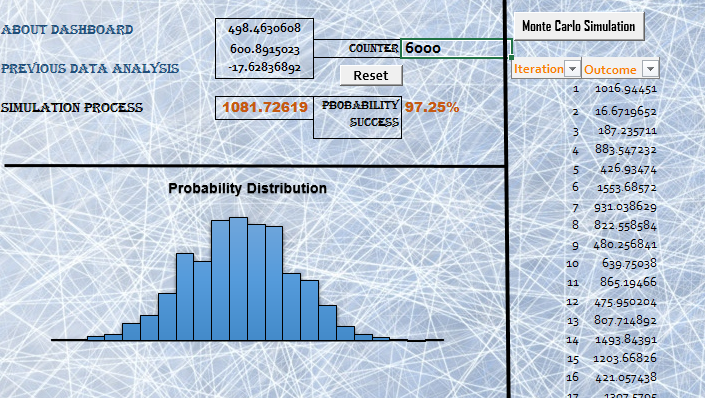 ABOUT DASHBOARD
498.4630608
600.8915023
COUNTER
6000
PREVIOUS DATA ANALYSIS
-17.62836892
Reset
SIMULATION PROCESS
1081.72619
PBOBABILITY
SUCCESS
97.25%
Probability Distribution
Monte Carlo Simulation
Iteration Outcome
1 1016.94451
2 16.6719652
3 187.235711
4 883.547232
5 426.93474
6 1553.68572
7 931.038629
8 822.558584
9 480.256841
10 639.75038
11 865.19466
12 475.950204
13 807.714892
14 1493.84391
15 1203.66826
16 421.057438